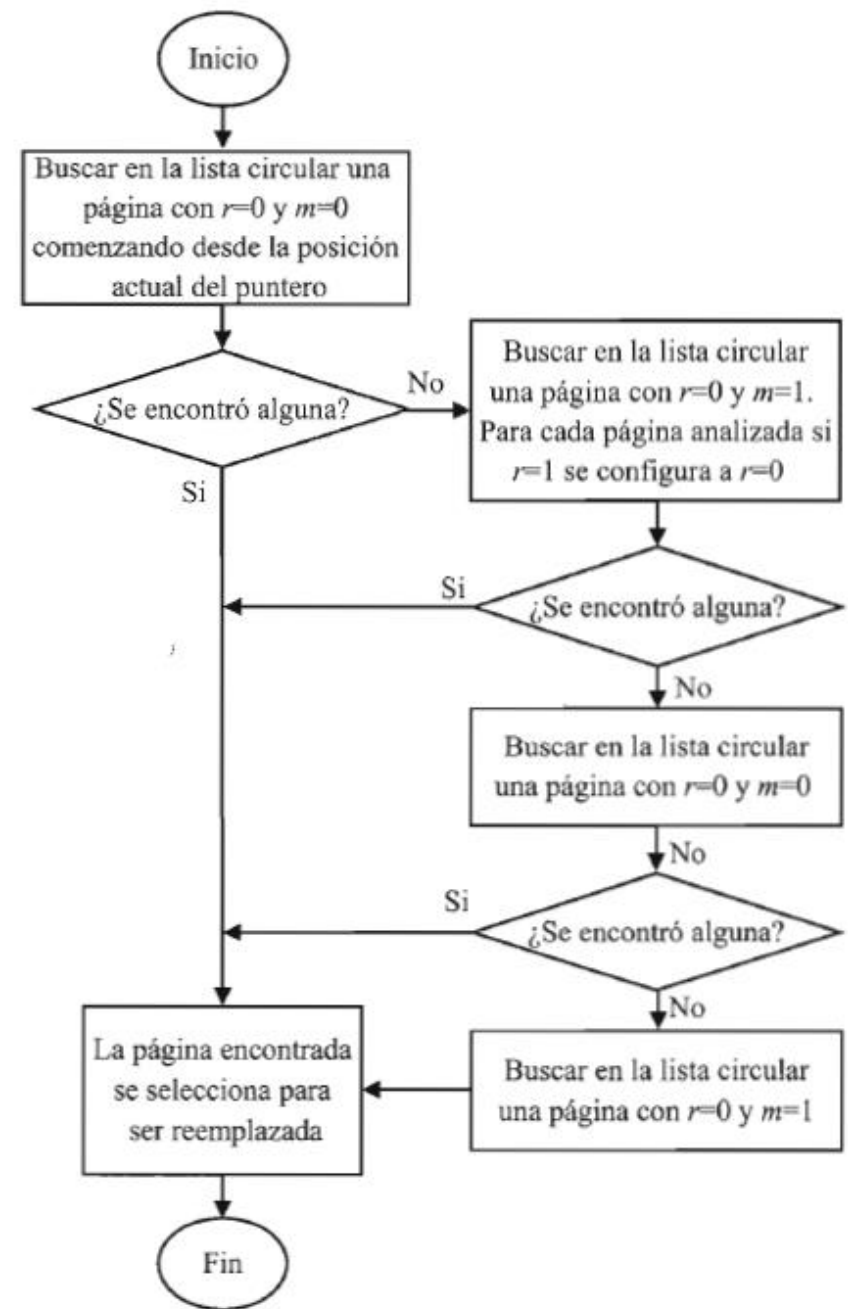 Inicio
Buscar en la lista circular una
página con r=0 y m=0
comenzando desde la posición
actual del puntero
¿Se encontró alguna?
No
Si
Buscar en la lista circular
una página con r=0 y m=1.
Para cada página analizada si
r=1 se configura a r=0
¿Se encontró alguna?
Si
No
Buscar en la lista circular
una página con r=0 y m=0
No
¿Se encontró alguna?
Si
No
Buscar en la lista circular
una página con r=0 y m=1
La página encontrada
se selecciona para
ser reemplazada
Fin